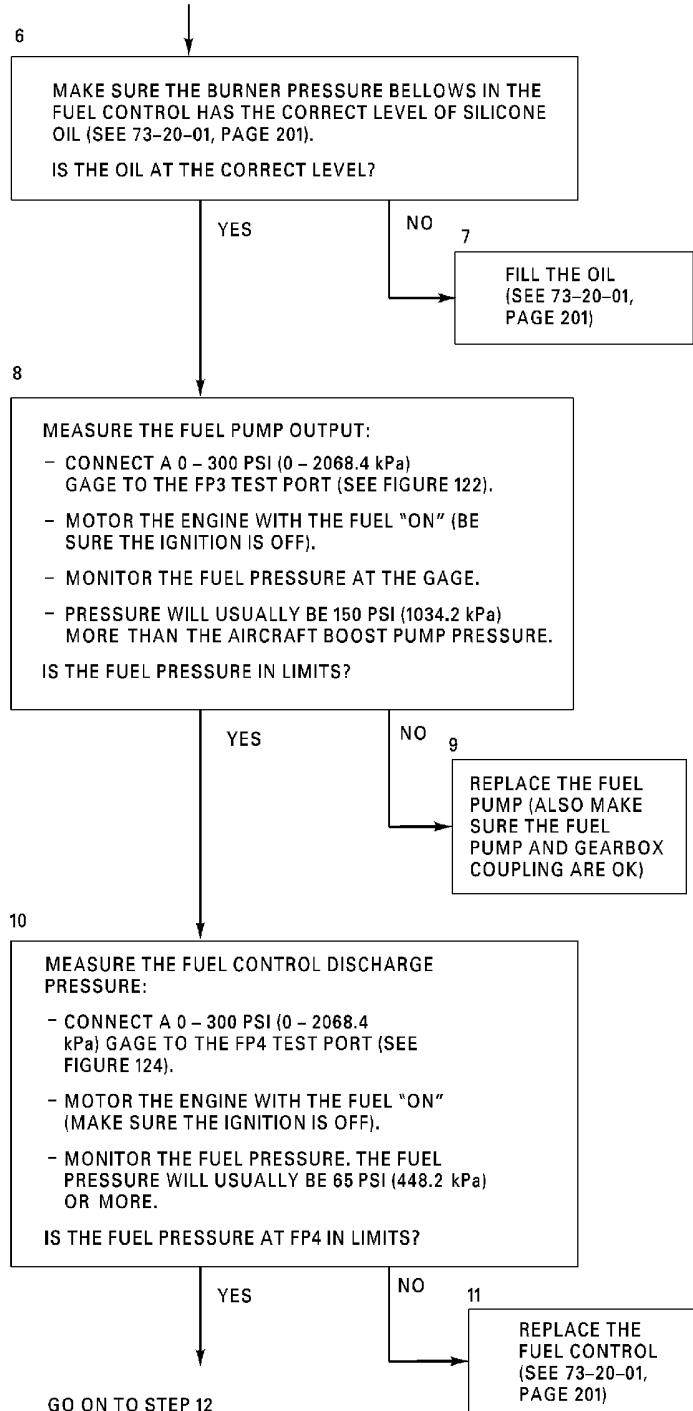 6
MAKE SURE THE BURNER PRESSURE BELLOWS IN THE
FUEL CONTROL HAS THE CORRECT LEVEL OF SILICONE
OIL (SEE 73–20–01, PAGE 201).
IS THE OIL AT THE CORRECT LEVEL?
YES
NO
7
FILL THE OIL
(SEE 73–20–01,
PAGE 201)
8
MEASURE THE FUEL PUMP OUTPUT:
– CONNECT A 0 – 300 PSI (0 – 2068.4 kPa)
GAGE TO THE FP3 TEST PORT (SEE FIGURE 122).
– MOTOR THE ENGINE WITH THE FUEL "ON" (BE
SURE THE IGNITION IS OFF).
– MONITOR THE FUEL PRESSURE AT THE GAGE.
– PRESSURE WILL USUALLY BE 150 PSI (1034.2 kPa)
MORE THAN THE AIRCRAFT BOOST PUMP PRESSURE.
IS THE FUEL PRESSURE IN LIMITS?
YES
NO
9
REPLACE THE FUEL
PUMP (ALSO MAKE
SURE THE FUEL
PUMP AND GEARBOX
COUPLING ARE OK)
10
MEASURE THE FUEL CONTROL DISCHARGE
PRESSURE:
– CONNECT A 0 – 300 PSI (0 – 2068.4
kPa) GAGE TO THE FP4 TEST PORT (SEE
FIGURE 124).
– MOTOR THE ENGINE WITH THE FUEL "ON"
(MAKE SURE THE IGNITION IS OFF).
– MONITOR THE FUEL PRESSURE. THE FUEL
PRESSURE WILL USUALLY BE 65 PSI (448.2 kPa)
OR MORE.
IS THE FUEL PRESSURE AT FP4 IN LIMITS?
YES
NO
11
REPLACE THE
FUEL CONTROL
(SEE 73–20–01,
PAGE 201)
GO ON TO STEP 12